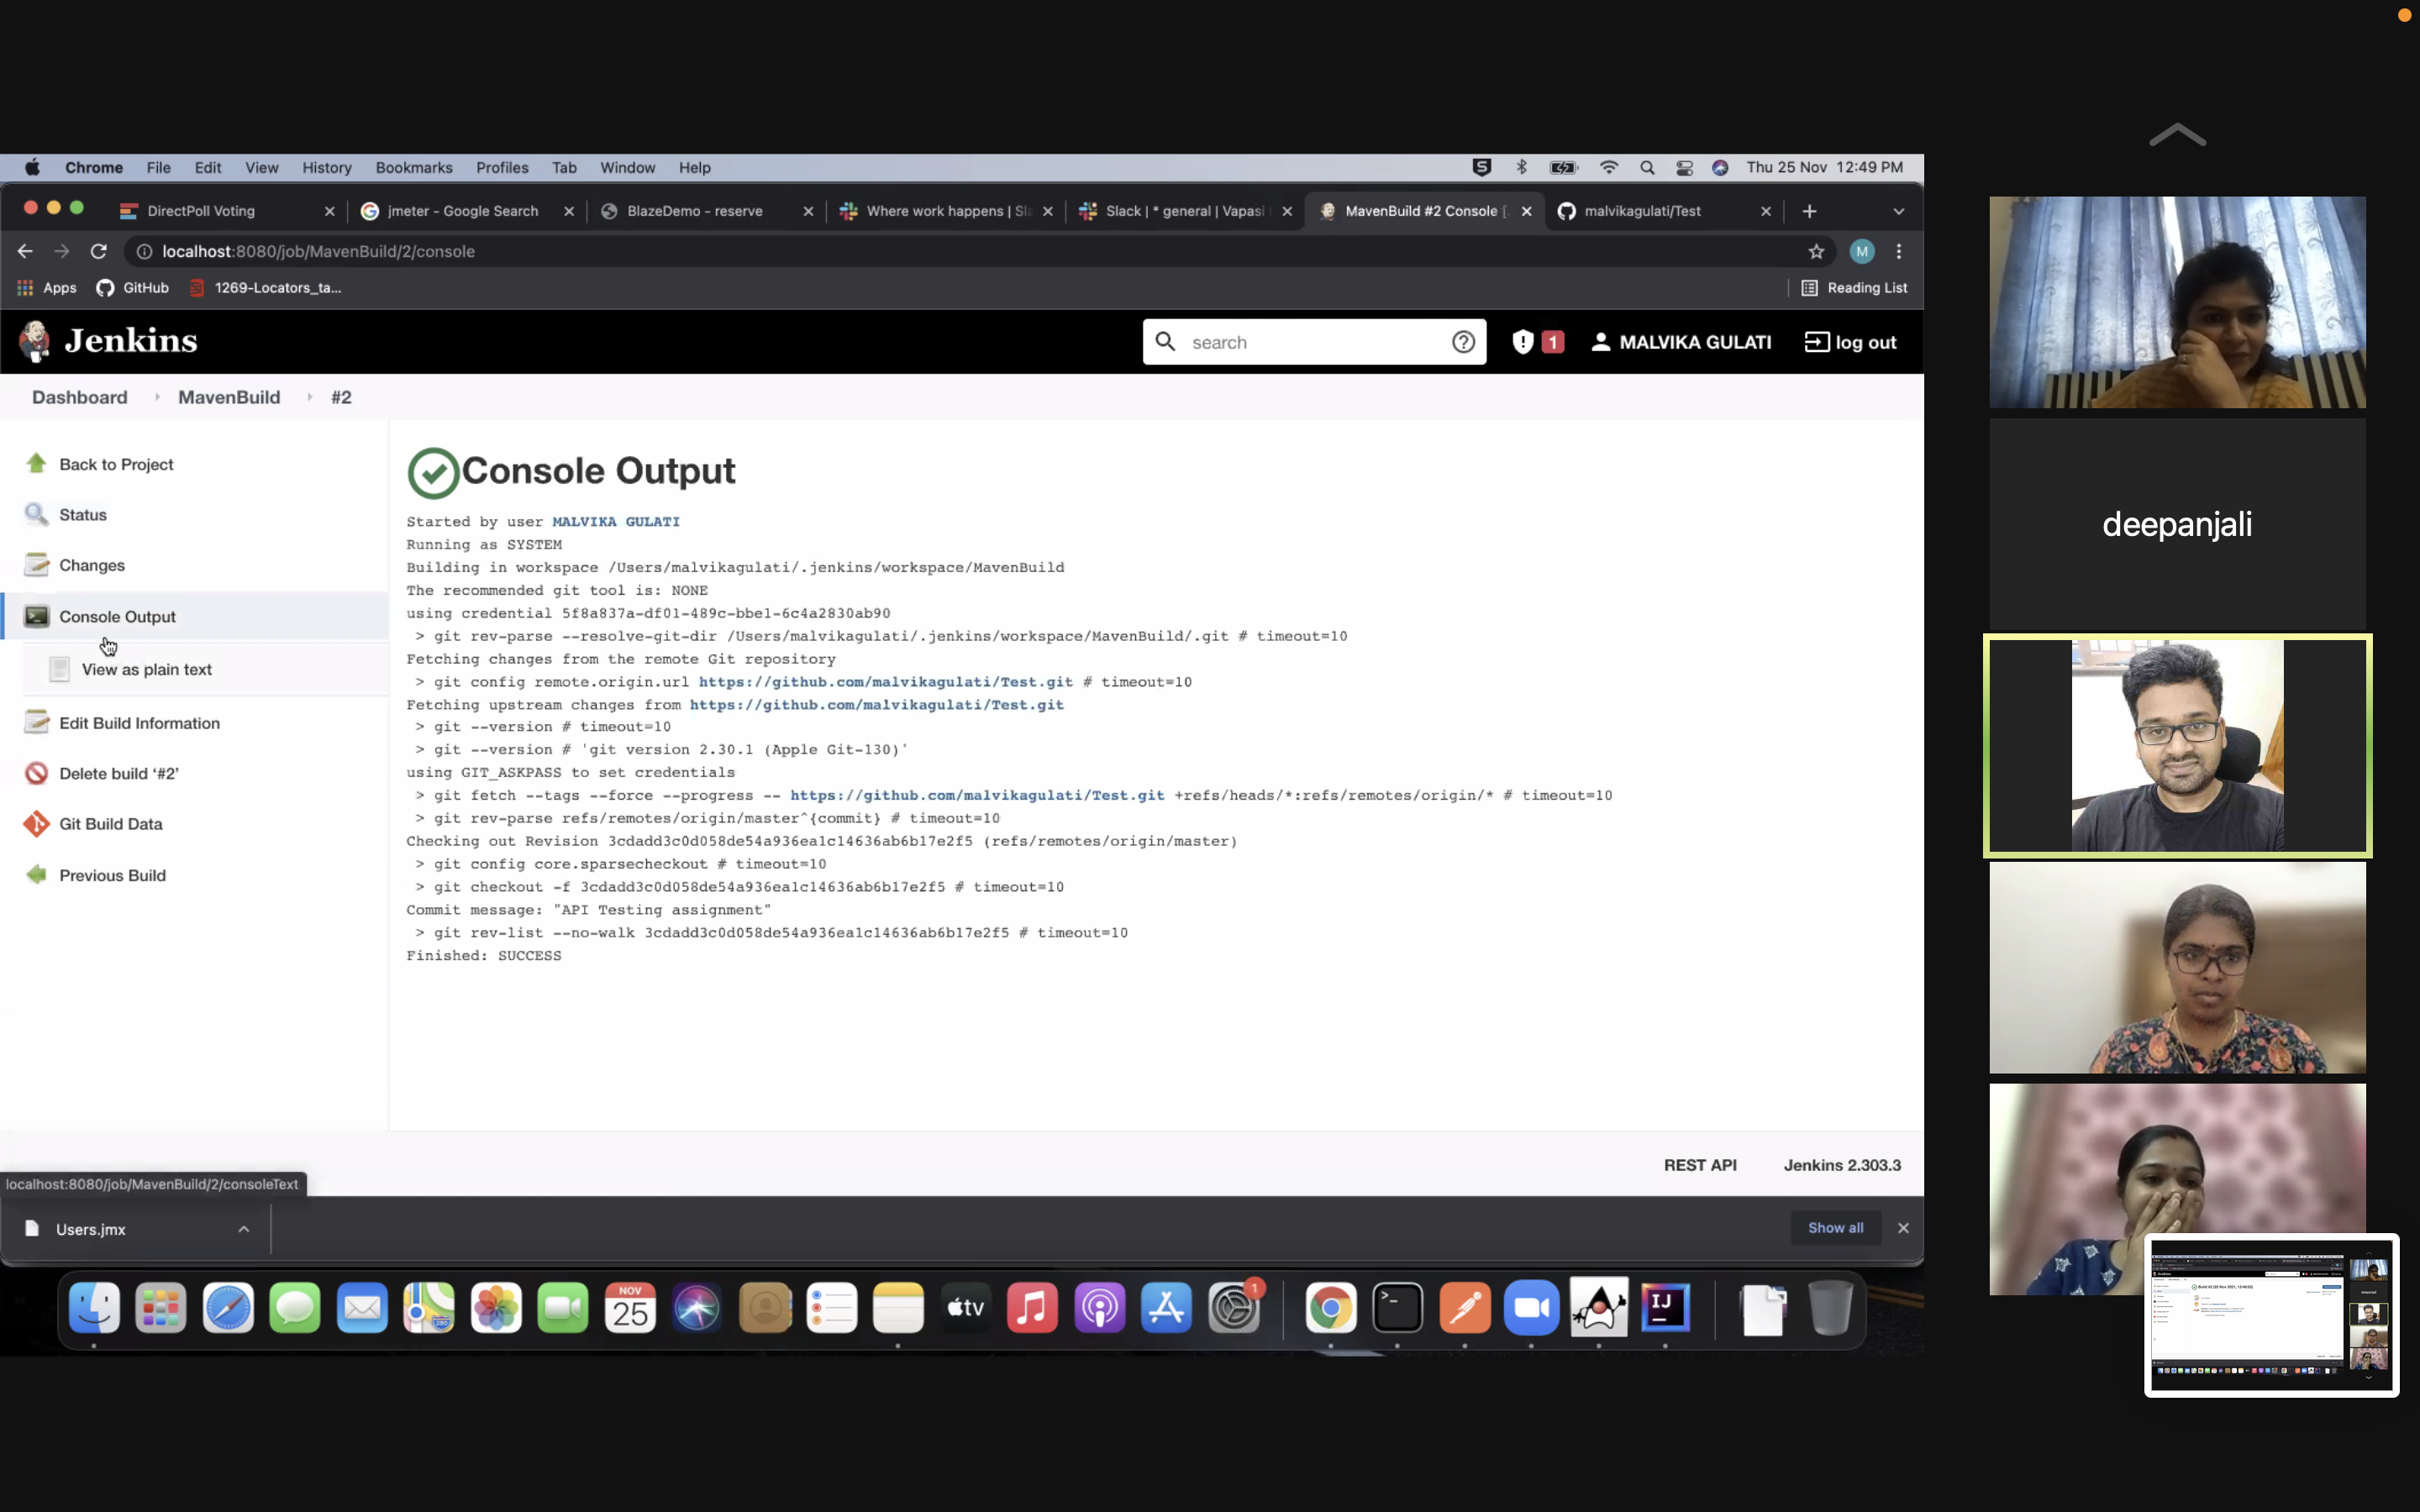 Chrome File Edit View History Bookmarks Profiles Tab Window Help
Thu 25 Nov 12:49 PM
DirectPoll Voting
jmeter - Google Search
BlazeDemo - reserve
Where work happens | Sla
Slack | * general | Vapasi
MavenBuild #2 Console [
malvikagulati/Test
localhost:8080/job/MavenBuild/2/console
M
Apps
GitHub
1269-Locators_ta...
Reading List
Jenkins
search
1
MALVIKA GULATI
log out
Dashboard
MavenBuild
#2
Back to Project
Status
Changes
Console Output
View as plain text
Edit Build Information
Delete build ‘#2’
Git Build Data
Previous Build
Console Output
Started by user MALVIKA GULATI
Running as SYSTEM
Building in workspace /Users/malvikagulati/.jenkins/workspace/MavenBuild
The recommended git tool is: NONE
using credential 5f8a837a-df01-489c-bbe1-6c4a2830ab90
> git rev-parse --resolve-git-dir /Users/malvikagulati/.jenkins/workspace/MavenBuild/.git # timeout=10
Fetching changes from the remote Git repository
> git config remote.origin.url https://github.com/malvikagulati/Test.git # timeout=10
Fetching upstream changes from https://github.com/malvikagulati/Test.git
> git --version # timeout=10
> git --version # 'git version 2.30.1 (Apple Git-130)'
using GIT_ASKPASS to set credentials
> git fetch --tags --force --progress -- https://github.com/malvikagulati/Test.git +refs/heads/*:refs/remotes/origin/* # timeout=10
> git rev-parse refs/remotes/origin/master^{commit} # timeout=10
Checking out Revision 3cdadd3c0d058de54a936ea1c14636ab6b17e2f5 (refs/remotes/origin/master)
> git config core.sparsecheckout # timeout=10
> git checkout -f 3cdadd3c0d058de54a936ea1c14636ab6b17e2f5 # timeout=10
Commit message: "API Testing assignment"
> git rev-list --no-walk 3cdadd3c0d058de54a936ea1c14636ab6b17e2f5 # timeout=10
Finished: SUCCESS
REST API
Jenkins 2.303.3
localhost:8080/job/MavenBuild/2/consoleText
Users.jmx
Show all
NOV
25
tv
1
IJ
deepanjali